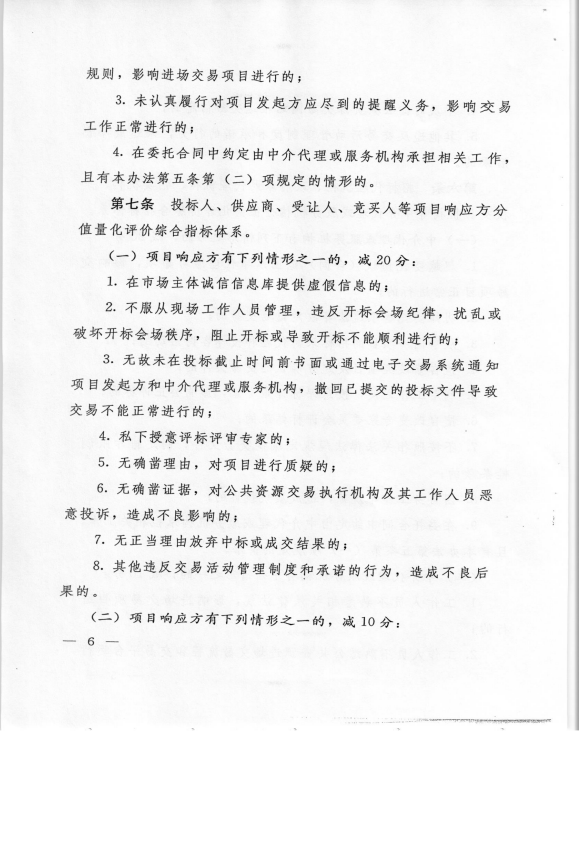 规则，影响进场交易项目进行的；
3. 未认真履行对项目发起方应尽到的提醒义务，影响交易
工作正常进行的；
4. 在委托合同中约定由中介代理或服务机构承担相关工作，
且有本办法第五条第（二）项规定的情形的。
第七条 投标人、供应商、受让人、竞买人等项目响应方分
值量化评价综合指标体系。
（一）项目响应方有下列情形之一的，减20分：
1. 在市场主体诚信信息库提供虚假信息的；
2. 不服从现场工作人员管理，违反开标会场纪律，扰乱或
破坏开标会场秩序，阻止开标或导致开标不能顺利进行的；
3. 无故未在投标截止时间前书面或通过电子交易系统通知
项目发起方和中介代理或服务机构，撤回已提交的投标文件导致
交易不能正常进行的；
4. 私下授意评标评审专家的；
5. 无确凿理由，对项目进行质疑的；
6. 无确凿证据，对公共资源交易执行机构及其工作人员恶
意投诉，造成不良影响的；
7. 无正当理由放弃中标或成交结果的；
8. 其他违反交易活动管理制度和承诺的行为，造成不良后
果的。
（二）项目响应方有下列情形之一的，减10分：
— 6 —